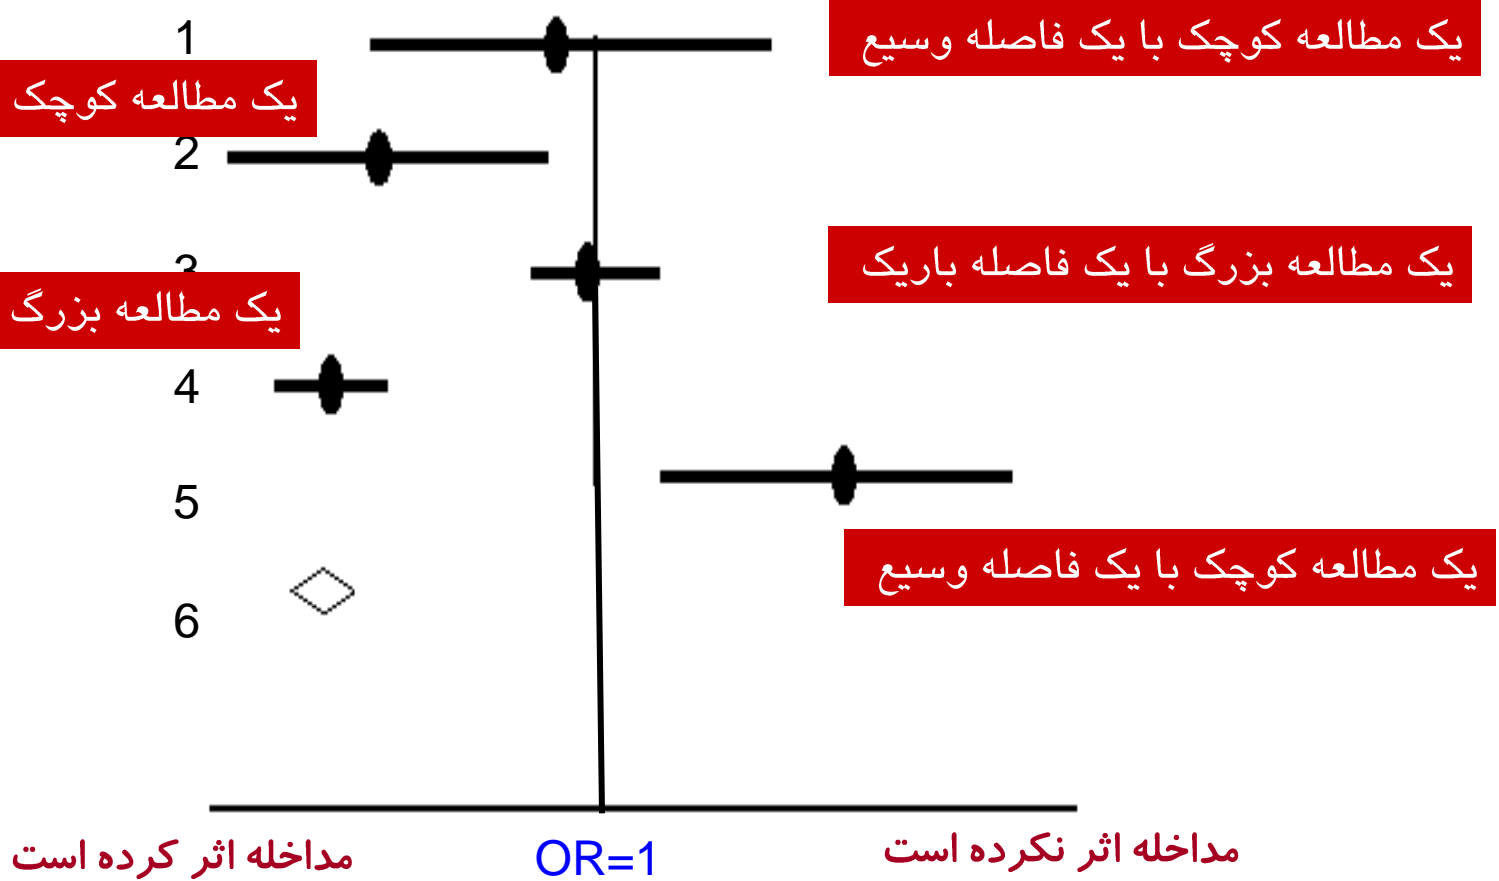 1
یک مطالعه کوچک با یک فاصله وسیع
یک مطالعه کوچک
2
یک مطالعه بزرگ با یک فاصله باریک
3
یک مطالعه بزرگ
4
5
یک مطالعه کوچک با یک فاصله وسیع
6
مداخله اثر نکرده است
OR=1
مداخله اثر کرده است